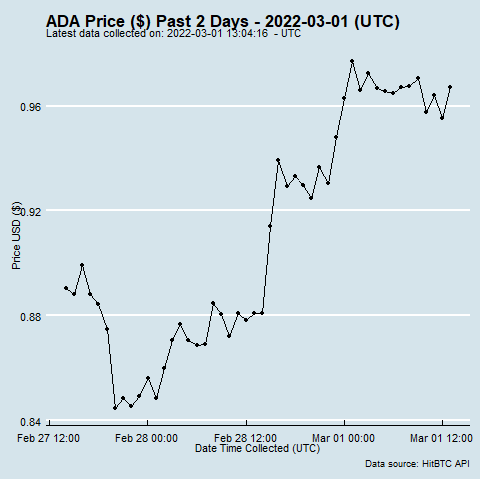 ADA Price ($) Past 2 Days - 2022-03-01 (UTC)
Latest data collected on: 2022-03-01 13:04:16 - UTC
0.96
0.92
Price USD ($)
0.88
0.84
Feb 27 12:00 Feb 28 00:00 Feb 28 12:00 Mar 01 00:00 Mar 01 12:00
Date Time Collected (UTC)
Data source: HitBTC API